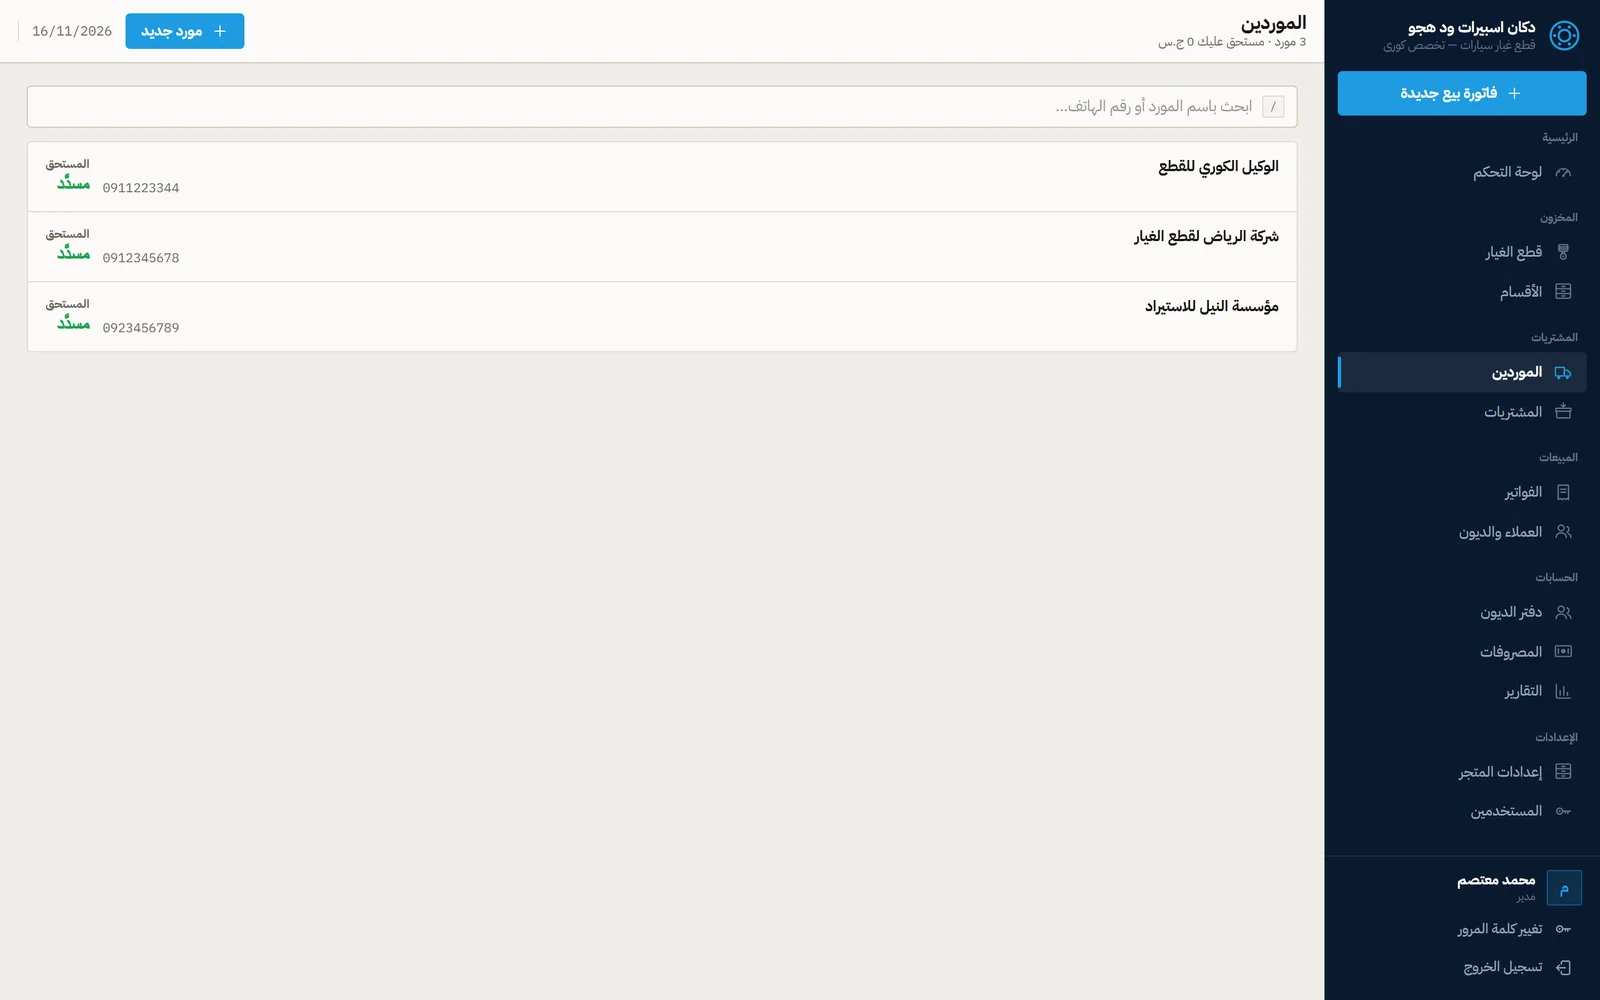 دكان اسبيرات ود هجو
قطع غيار سيارات — تخصص كورى
فاتورة بيع جديدة
الرئيسية
لوحة التحكم
المخزون
قطع الغيار
الأقسام
المشتريات
الموردين
المشتريات
المبيعات
الفواتير
العملاء والديون
الحسابات
دفتر الديون
المصروفات
التقارير
الإعدادات
إعدادات المتجر
المستخدمين
م
محمد معتصم
مدير
تغيير كلمة المرور
تسجيل الخروج
الموردين
3 مورد · مستحق عليك 0 ج.س
مورد جديد
16/11/2026
/ ابحث باسم المورد أو رقم الهاتف...
الوكيل الكوري للقطع
0911223344
المستحق
مسدَّد
شركة الرياض لقطع الغيار
0912345678
المستحق
مسدَّد
مؤسسة النيل للاستيراد
0923456789
المستحق
مسدَّد